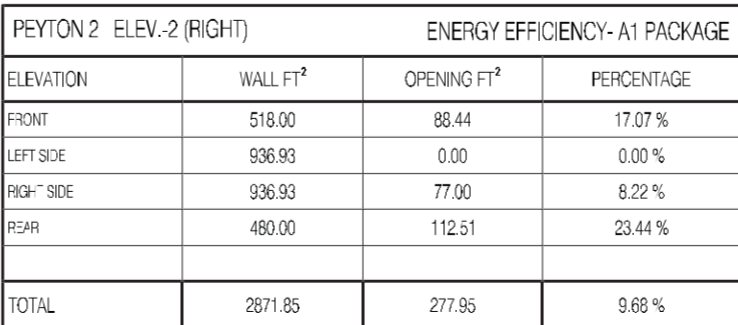 PEYTON 2 ELEV.-2 (RIGHT) ENERGY EFFICIENCY- A1 PACKAGE
ELEVATION WALL FT² OPENING FT² PERCENTAGE
FRONT 518.00 88.44 17.07 %
LEFT SIDE 936.93 0.00 0.00 %
RIGHT SIDE 936.93 77.00 8.22 %
REAR 480.00 112.51 23.44 %
TOTAL 2871.85 277.95 9.68 %